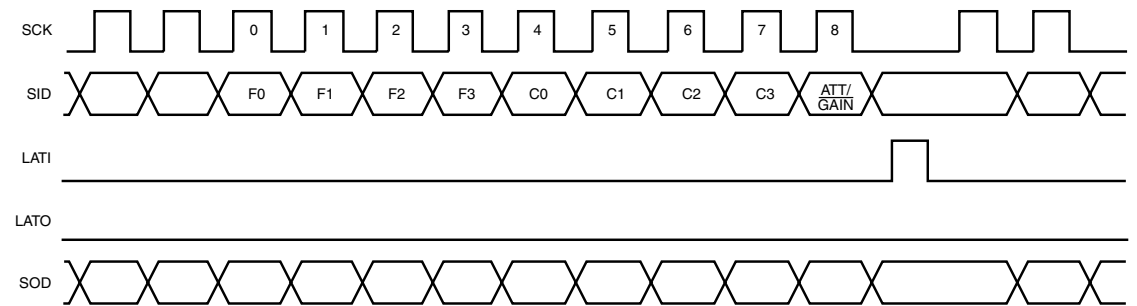 SCK 0 1 2 3 4 5 6 7 8
SID F0 F1 F2 F3 C0 C1 C2 C3 ATT/
GAIN
LATI
LATO
SOD